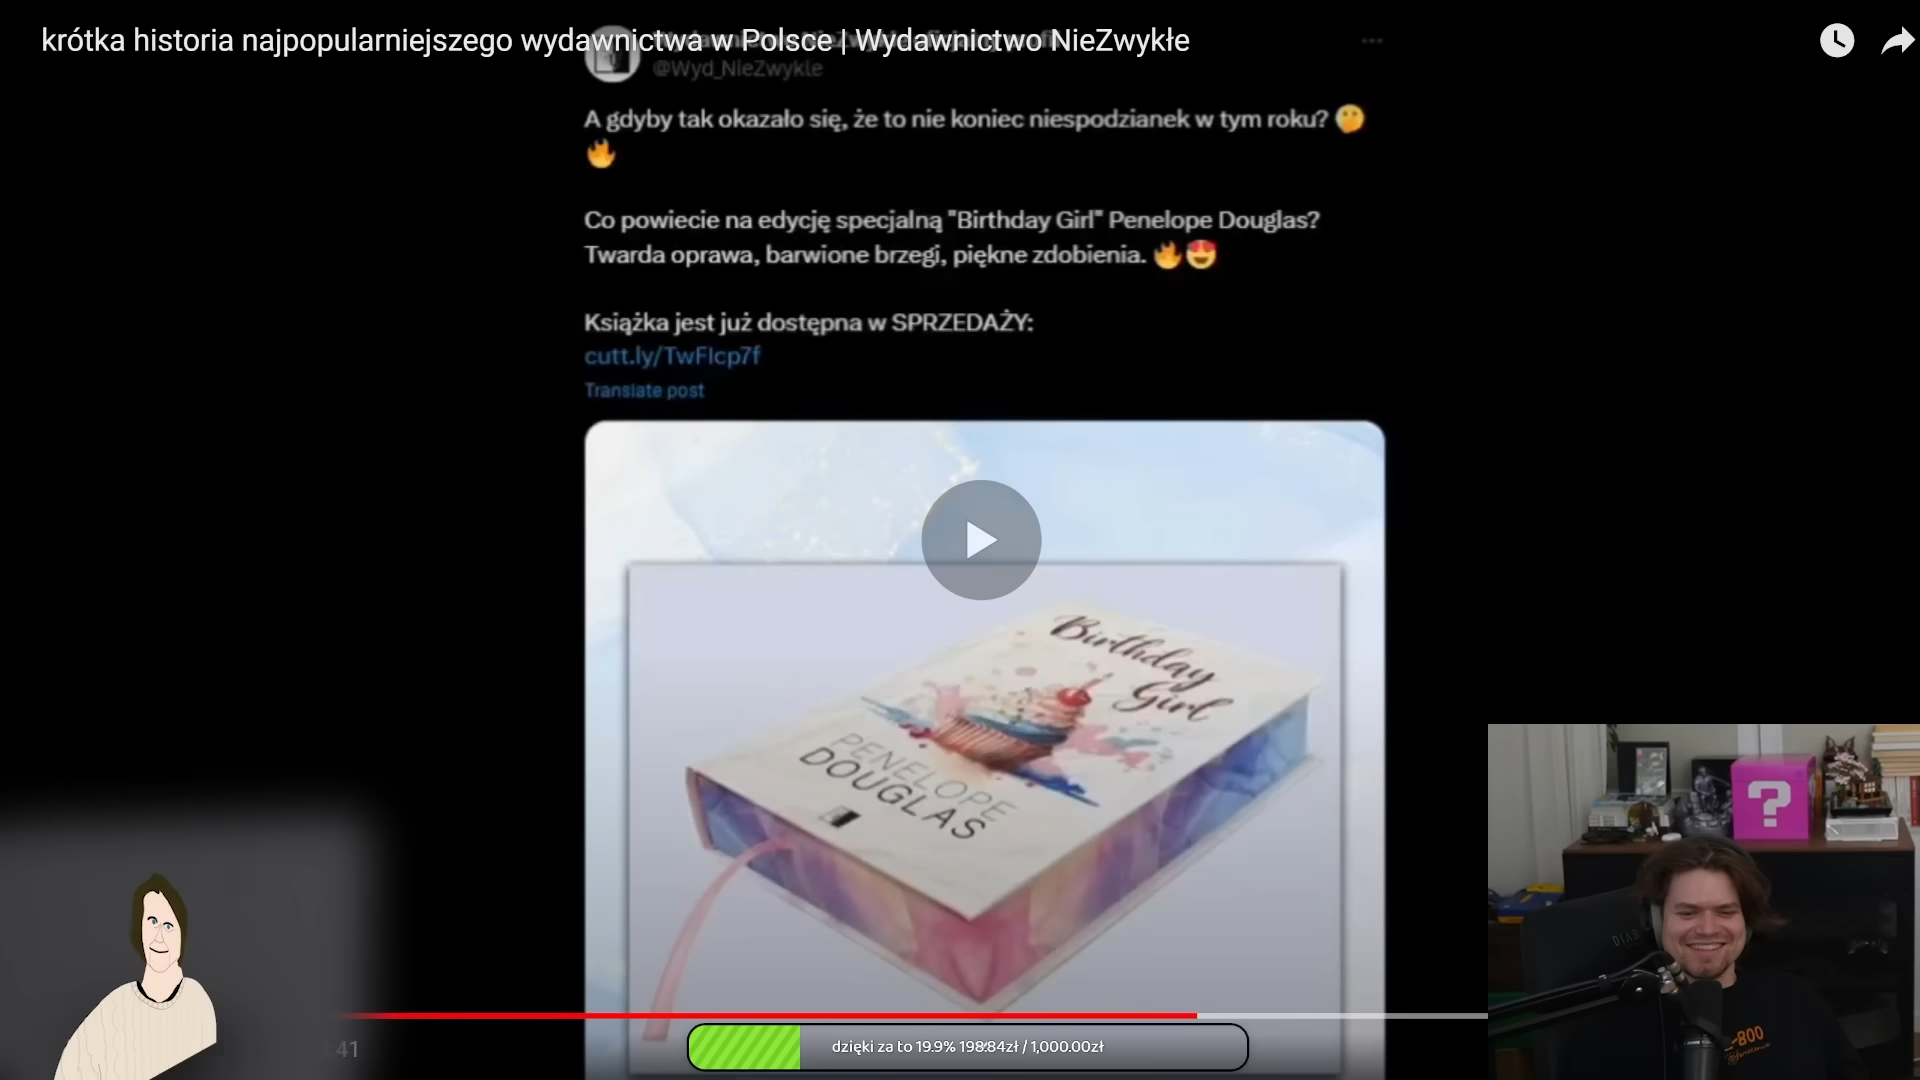 krótka historia najpopularniejszego wydawnictwa w Polsce | Wydawnictwo NieZwykłe
@Wyd_NieZwykle
A gdyby tak okazało się, że to nie koniec niespodzianek w tym roku? 🤭
🔥
Co powiecie na edycję specjalną "Birthday Girl" Penelope Douglas?
Twarda oprawa, barwione brzegi, piękne zdobienia. 🔥😍
Książka jest już dostępna w SPRZEDAŻY:
cutt.ly/TwFIcp7f
Translate post
Birthday
Girl
PENELOPE
DOUGLAS
?
:41
dzięki za to 19.9% 198.84zł / 1,000.00zł
-800